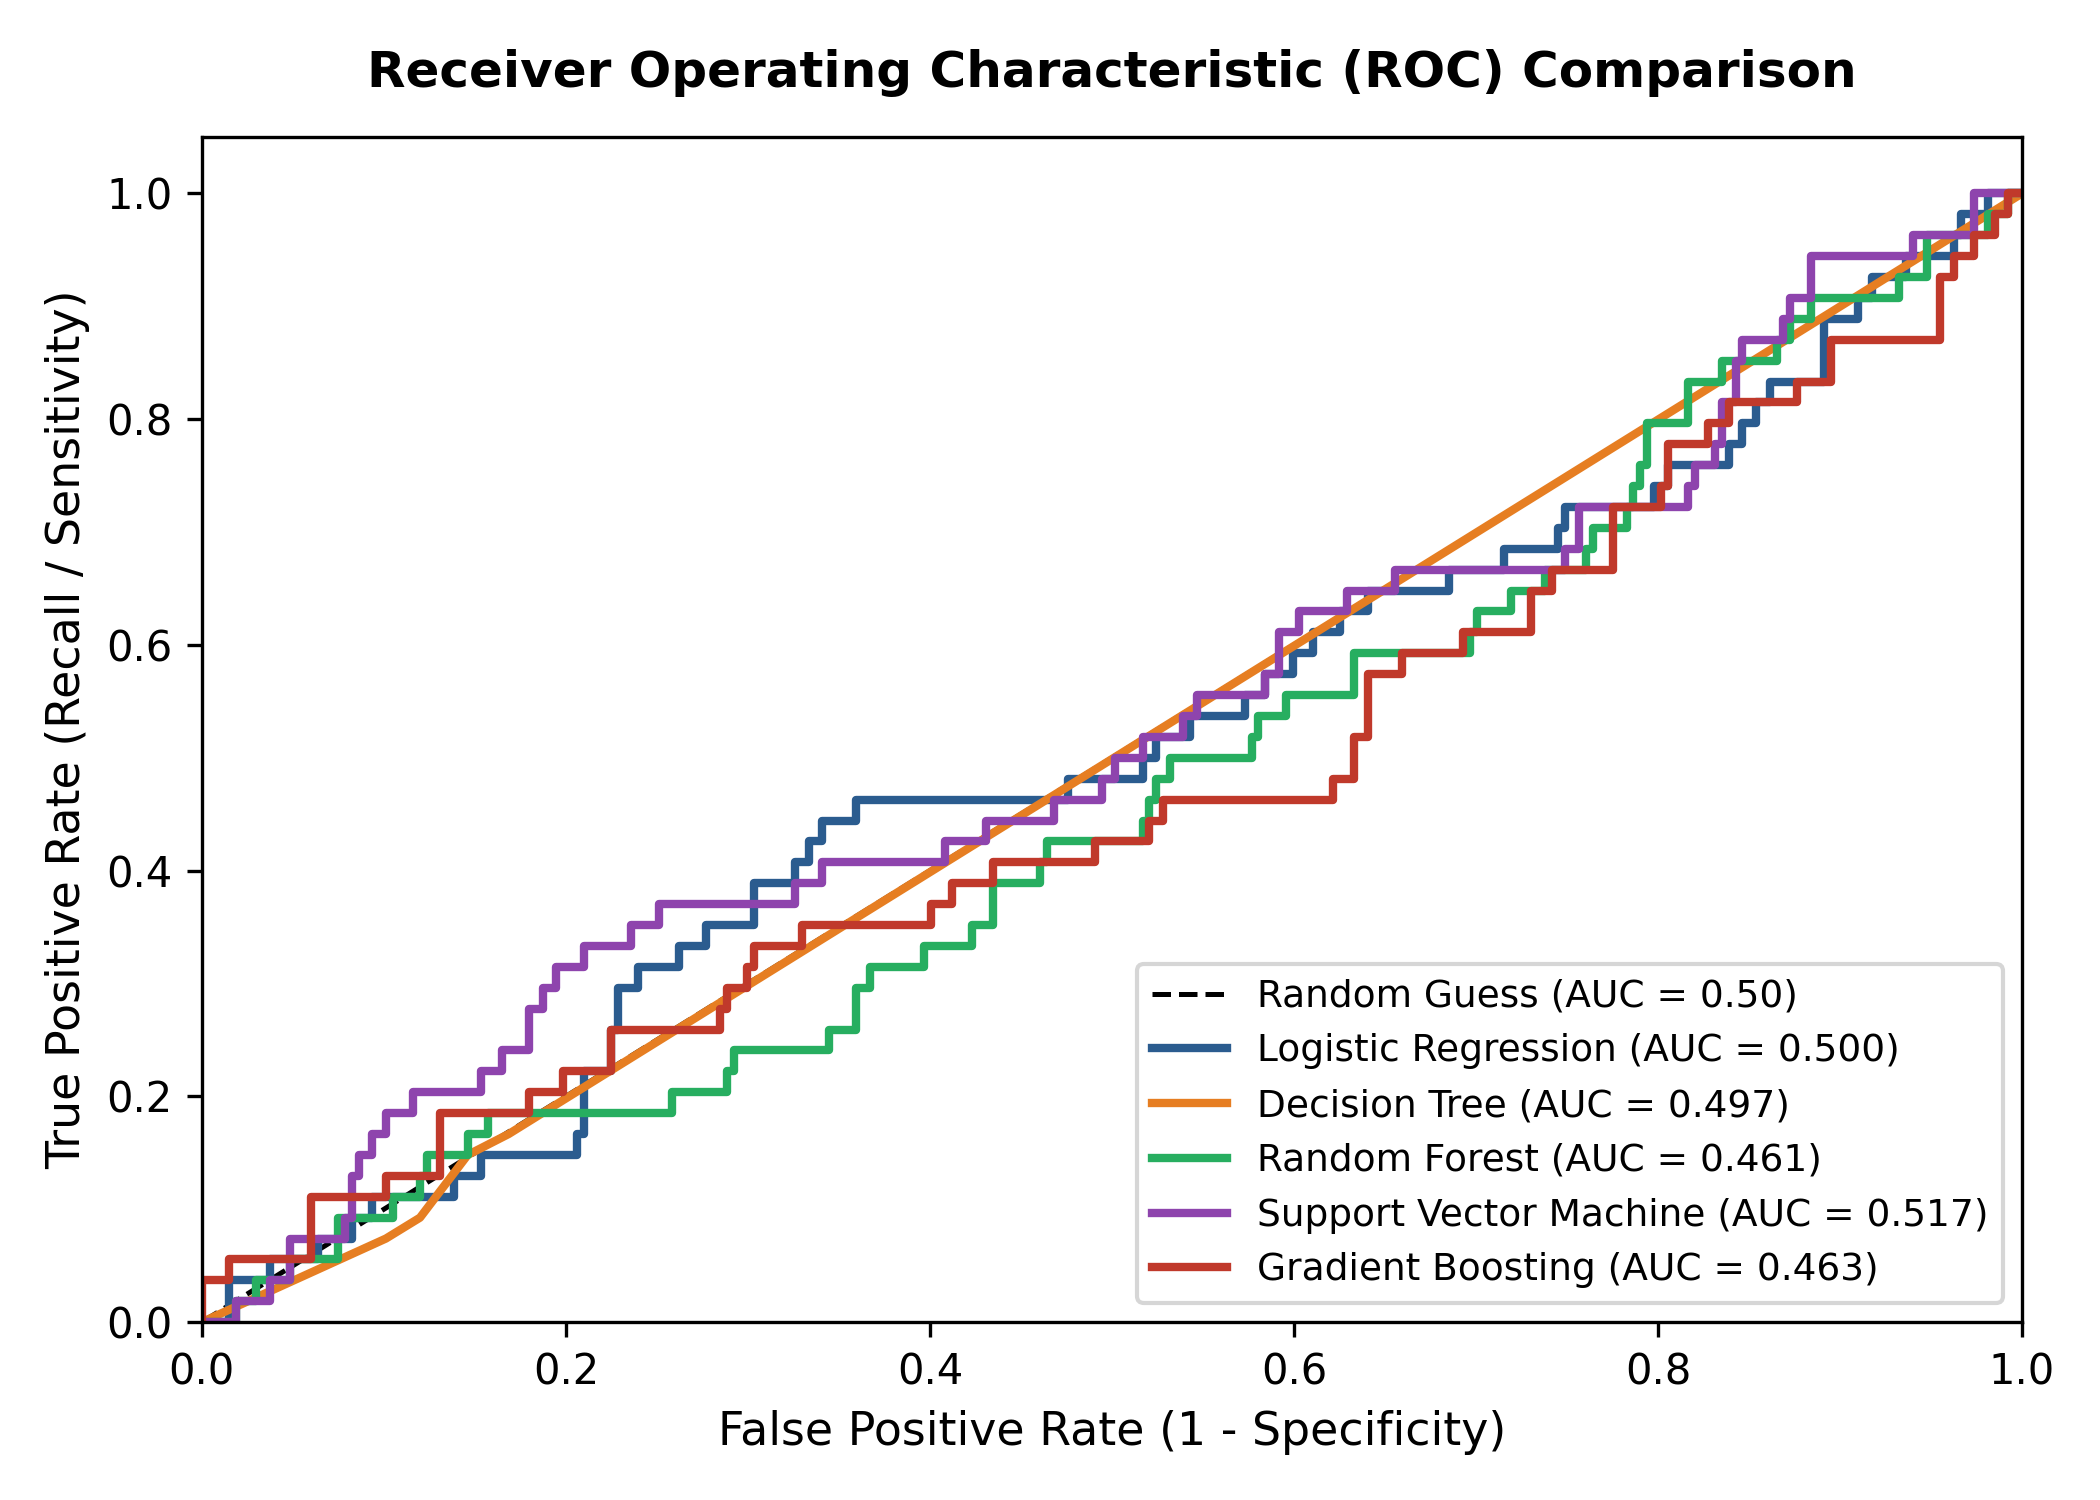 Receiver Operating Characteristic (ROC) Comparison
True Positive Rate (Recall / Sensitivity)
1.0
0.8
0.6
0.4
0.2
0.0
Random Guess (AUC = 0.50)
Logistic Regression (AUC = 0.500)
Decision Tree (AUC = 0.497)
Random Forest (AUC = 0.461)
Support Vector Machine (AUC = 0.517)
Gradient Boosting (AUC = 0.463)
0.0 0.2 0.4 0.6 0.8 1.0
False Positive Rate (1 - Specificity)